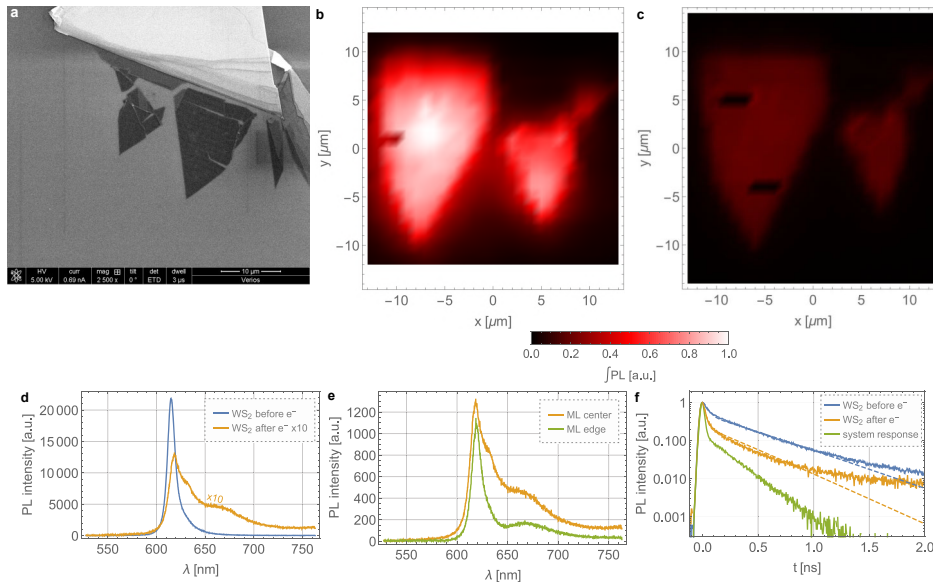 a
HV curr mag tilt det dwell 10 μm
5.00 kV 0.69 nA 2 500 x 0 ° ETD 3 μs Verios
b
10
5
0
-5
-10
y [μm]
-10 -5 0 5 10
x [μm]
c
10
5
0
-5
-10
y [μm]
-10 -5 0 5 10
x [μm]
0.0 0.2 0.4 0.6 0.8 1.0
∫PL [a.u.]
d
PL intensity [a.u.]
20 000
15 000
10 000
5000
0
WS₂ before e⁻
WS₂ after e⁻ x10
x10
550 600 650 700 750
λ [nm]
e
PL intensity [a.u.]
1200
1000
800
600
400
200
0
ML center
ML edge
550 600 650 700 750
λ [nm]
f
PL intensity [a.u.]
1
0.100
0.010
0.001
WS₂ before e⁻
WS₂ after e⁻
system response
0.0 0.5 1.0 1.5 2.0
t [ns]